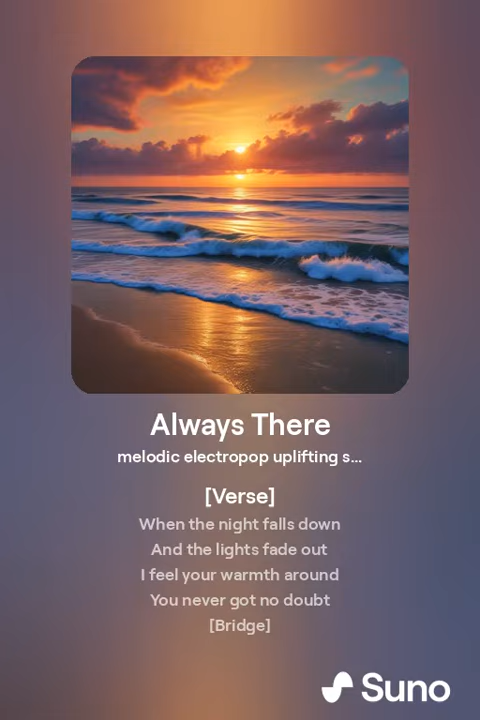 Always There
melodic electropop uplifting s...
[Verse]
When the night falls down
And the lights fade out
I feel your warmth around
You never got no doubt
[Bridge]
Suno